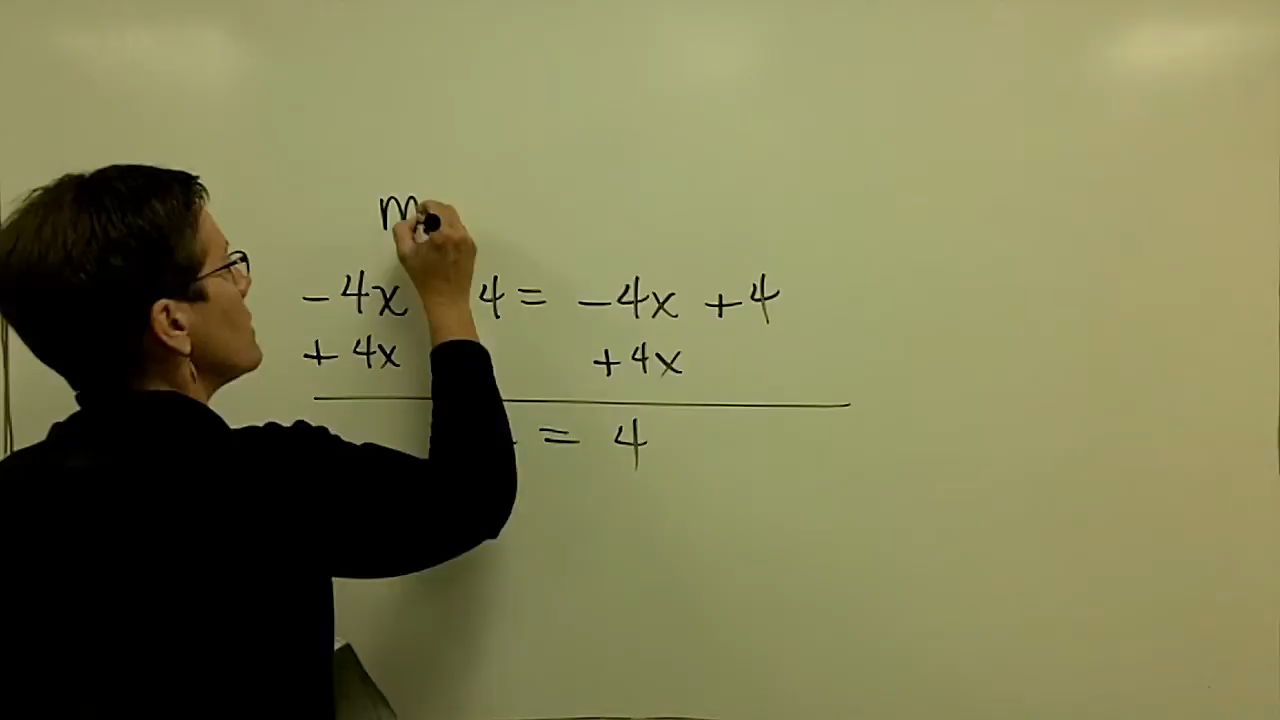 m
-4x 4 = -4x +4
+ 4x +4x
= 4